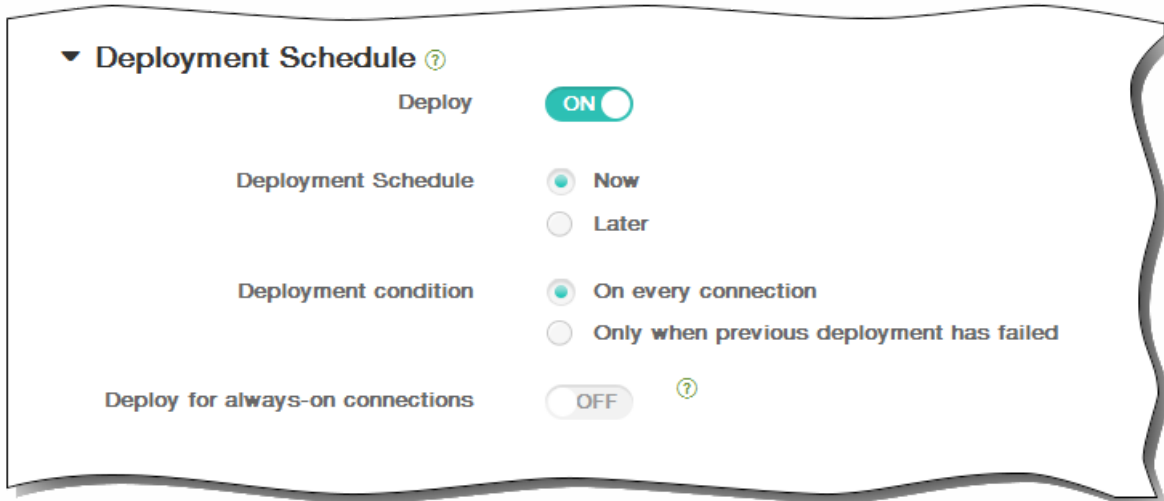 Deployment Schedule ?
Deploy ON
Deployment Schedule Now
Later
Deployment condition On every connection
Only when previous deployment has failed
Deploy for always-on connections OFF ?